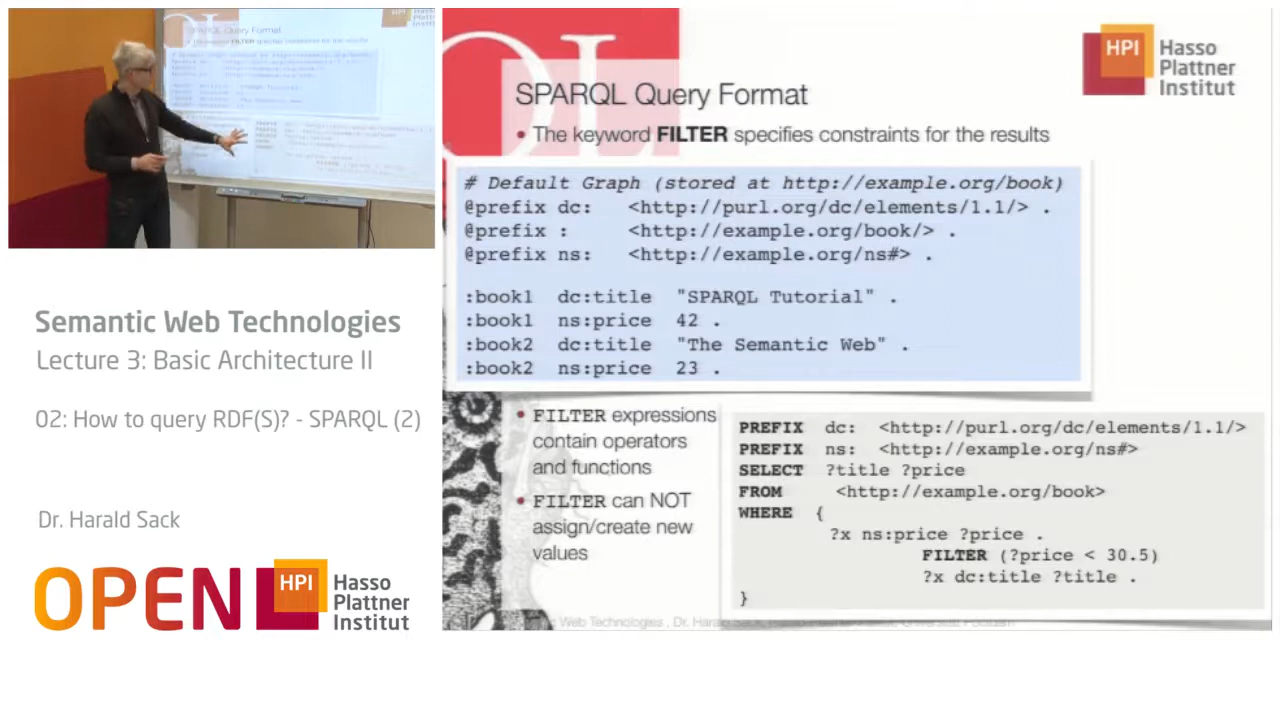 SPARQL Query Format
• The keyword FILTER specifies constraints for the results
HPI Hasso
Plattner
Institut
# Default Graph (stored at http://example.org/book)
@prefix dc: <http://purl.org/dc/elements/1.1/> .
@prefix : <http://example.org/book/> .
@prefix ns: <http://example.org/ns#> .
:book1 dc:title "SPARQL Tutorial" .
:book1 ns:price 42 .
:book2 dc:title "The Semantic Web" .
:book2 ns:price 23 .
• FILTER expressions
contain operators
and functions
• FILTER can NOT
assign/create new
values
PREFIX dc: <http://purl.org/dc/elements/1.1/>
PREFIX ns: <http://example.org/ns#>
SELECT ?title ?price
FROM <http://example.org/book>
WHERE {
?x ns:price ?price .
FILTER (?price < 30.5)
?x dc:title ?title .
}
Web Technologies , Dr. Harald Sack,
Semantic Web Technologies
Lecture 3: Basic Architecture II
02: How to query RDF(S)? - SPARQL (2)
Dr. Harald Sack
OPEN HPI Hasso
Plattner
Institut